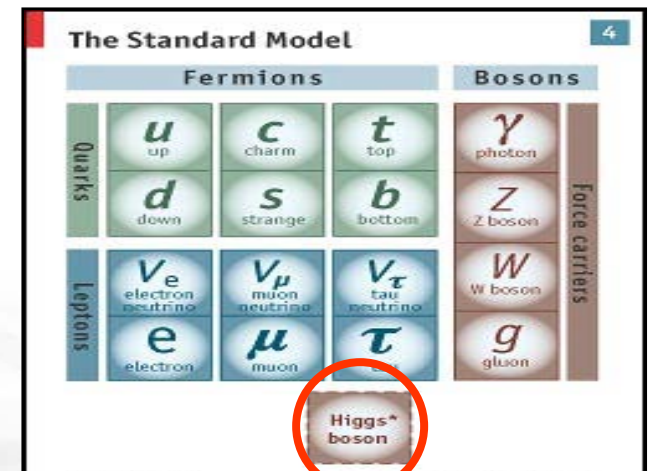 The Standard Model
4
Fermions
Bosons
Quarks
u
up
c
charm
t
top
γ
photon
d
down
s
strange
b
bottom
Z
Z boson
Force carriers
Leptons
νe
electron
neutrino
νμ
muon
neutrino
ντ
tau
neutrino
W
W boson
e
electron
μ
muon
τ
tau
g
gluon
Higgs*
boson